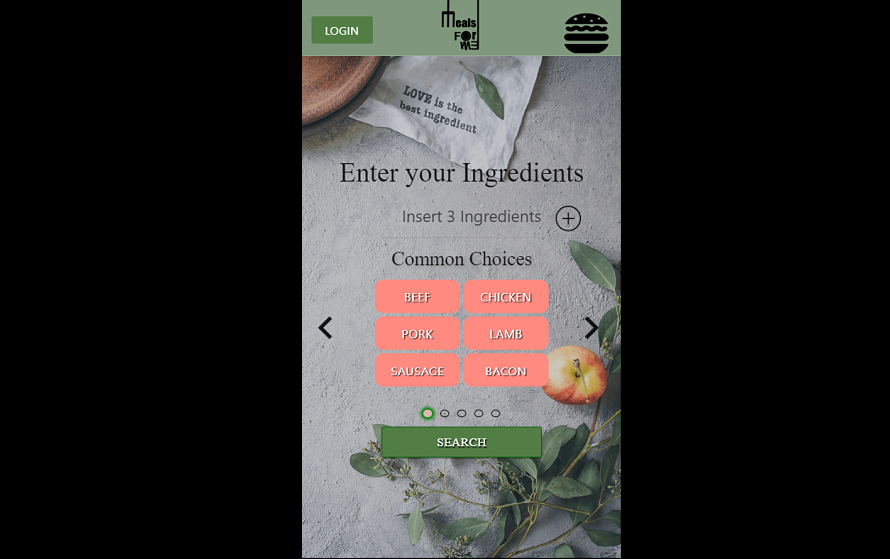 LOGIN
meals
FOr
ME
LOVE is the
best ingredient
Enter your Ingredients
Insert 3 Ingredients
Common Choices
BEEF
CHICKEN
PORK
LAMB
SAUSAGE
BACON
SEARCH